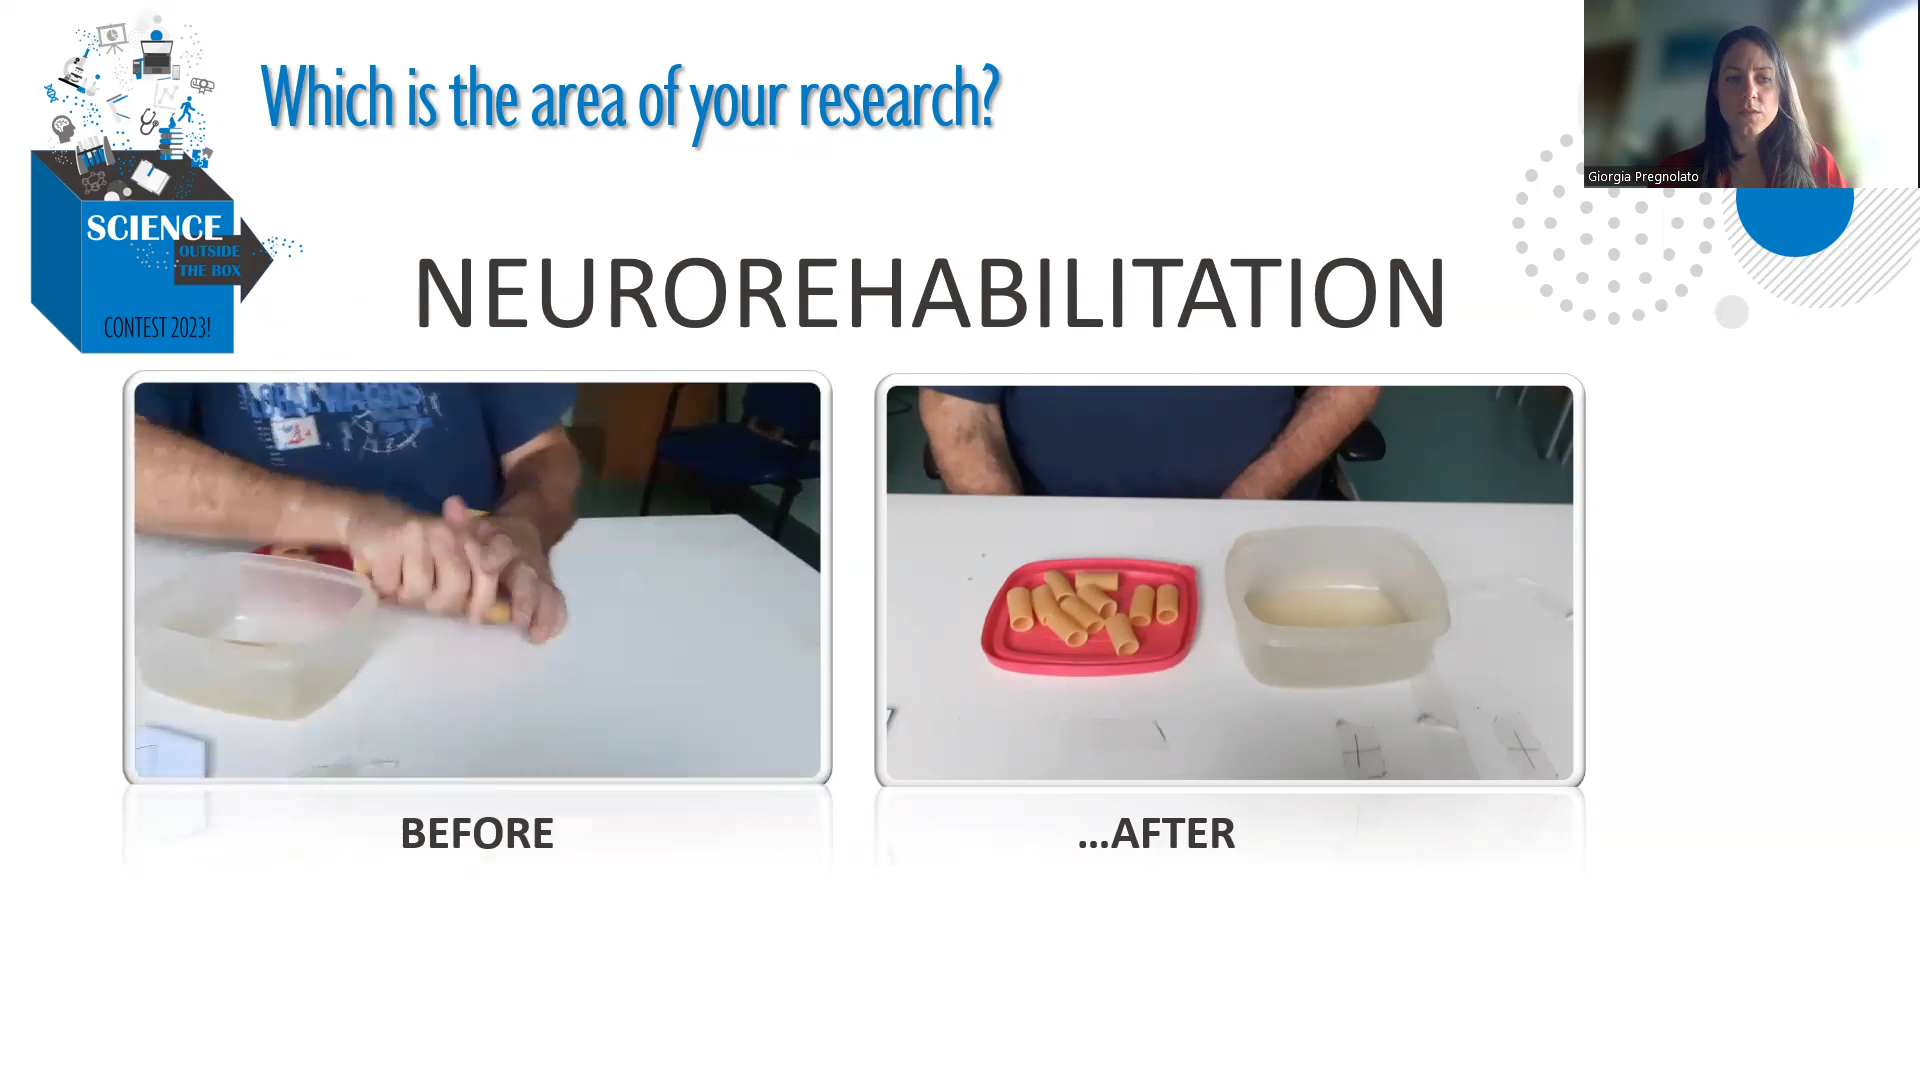 Which is the area of your research?
Giorgia Pregnolato
SCIENCE
OUTSIDE
THE BOX
CONTEST 2023!
NEUROREHABILITATION
BEFORE
...AFTER